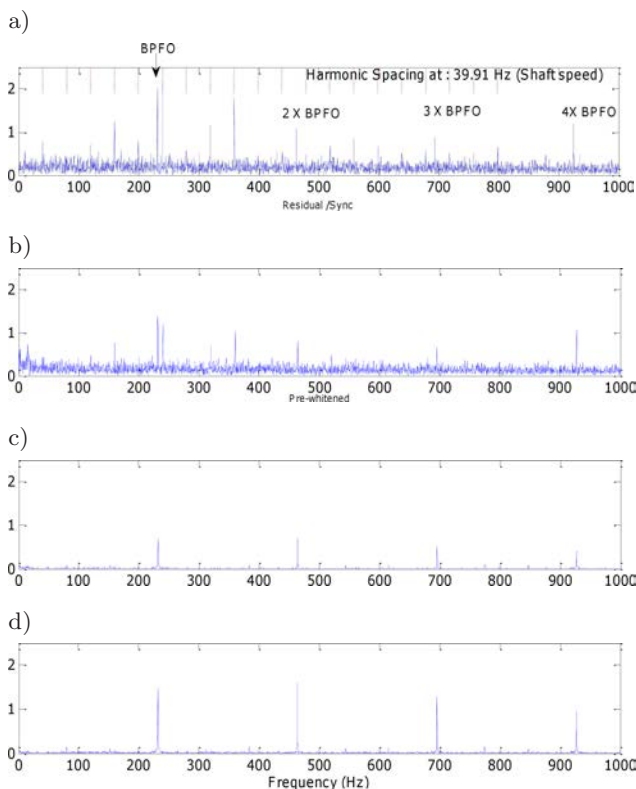 a)
BPFO
Harmonic Spacing at : 39.91 Hz (Shaft speed)
2 X BPFO
3 X BPFO
4X BPFO
2
1
0
0 100 200 300 400 500 600 700 800 900 1000
Residual /Sync
b)
2
1
0
0 100 200 300 400 500 600 700 800 900 1000
Pre-whitened
c)
2
1
0
0 100 200 300 400 500 600 700 800 900 1000
d)
2
1
0
0 100 200 300 400 500 600 700 800 900 1000
Frequency (Hz)